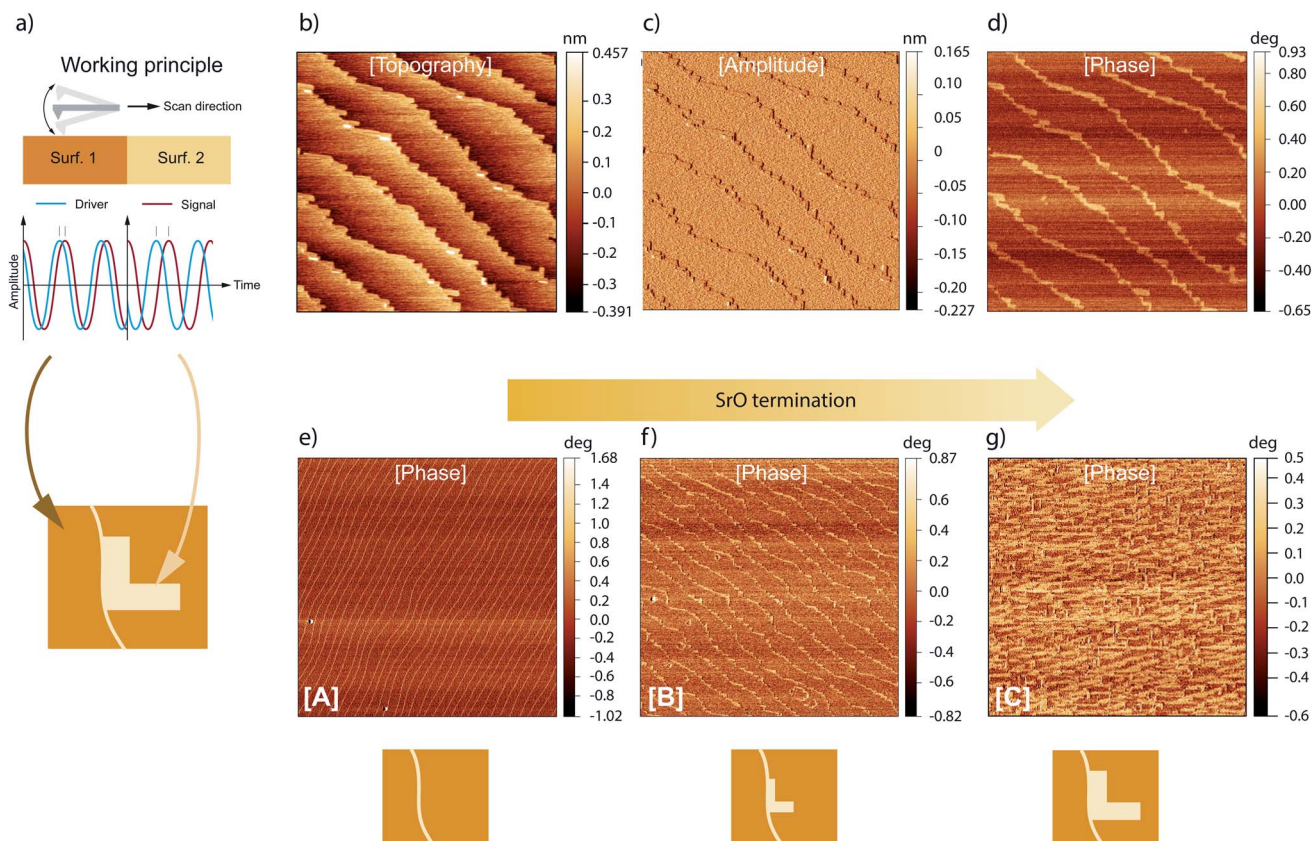 a)
Working principle
Scan direction
Surf. 1
Surf. 2
Driver
Signal
Amplitude
Time
b)
[Topography]
nm
0.457
0.3
0.2
0.1
0.0
-0.1
-0.2
-0.3
-0.391
c)
[Amplitude]
nm
0.165
0.10
0.10
0
-0.05
-0.10
-0.15
-0.20
-0.227
d)
[Phase]
deg
0.93
0.80
0.60
0.40
0.20
0.00
-0.20
-0.40
-0.65
SrO termination
e)
[Phase]
[A]
deg
1.68
1.4
1.2
1.0
0.8
0.6
0.4
0.2
0.0
-0.2
-0.4
-0.6
-0.8
-1.02
f)
[Phase]
[B]
deg
0.87
0.6
0.4
0.2
0.0
-0.2
-0.4
-0.6
-0.82
g)
[Phase]
[C]
deg
0.5
0.4
0.3
0.2
0.1
0.0
-0.1
-0.2
-0.3
-0.4
-0.6